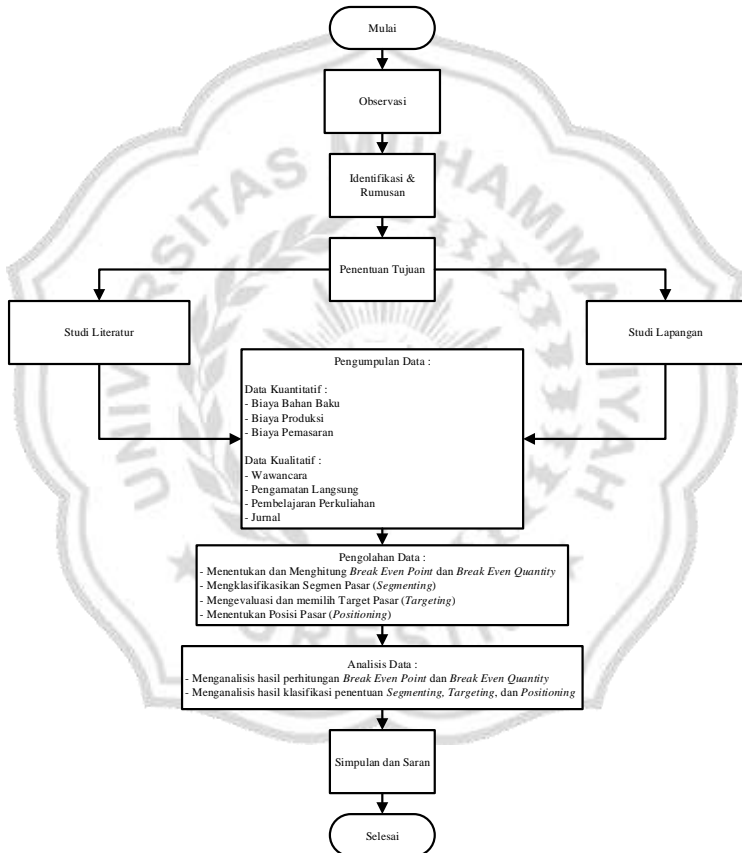 Mulai
Observasi
Identifikasi &
Rumusan
Penentuan Tujuan
Studi Literatur
Studi Lapangan
Pengumpulan Data :
Data Kuantitatif :
- Biaya Bahan Baku
- Biaya Produksi
- Biaya Pemasaran
Data Kualitatif :
- Wawancara
- Pengamatan Langsung
- Pembelajaran Perkuliahan
- Jurnal
Pengolahan Data :
- Menentukan dan Menghitung Break Even Point dan Break Even Quantity
- Mengklasifikasikan Segmen Pasar (Segmenting)
- Mengevaluasi dan memilih Target Pasar (Targeting)
- Menentukan Posisi Pasar (Positioning)
Analisis Data :
- Menganalisis hasil perhitungan Break Even Point dan Break Even Quantity
- Menganalisis hasil klasifikasi penentuan Segmenting, Targeting, dan Positioning
Simpulan dan Saran
Selesai
UNIVERSITAS MUHAMMADIYAH
GRESIK